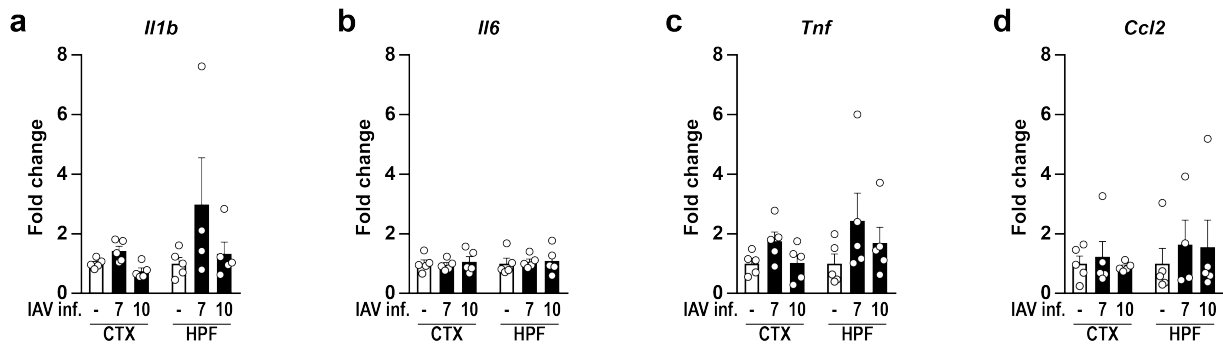 a Il1b
Fold change
8
6
4
2
0
IAV inf. - 7 10 - 7 10
CTX HPF
b Il6
Fold change
8
6
4
2
0
IAV inf. - 7 10 - 7 10
CTX HPF
c Tnf
Fold change
8
6
4
2
0
IAV inf. - 7 10 - 7 10
CTX HPF
d Ccl2
Fold change
8
6
4
2
0
IAV inf. - 7 10 - 7 10
CTX HPF